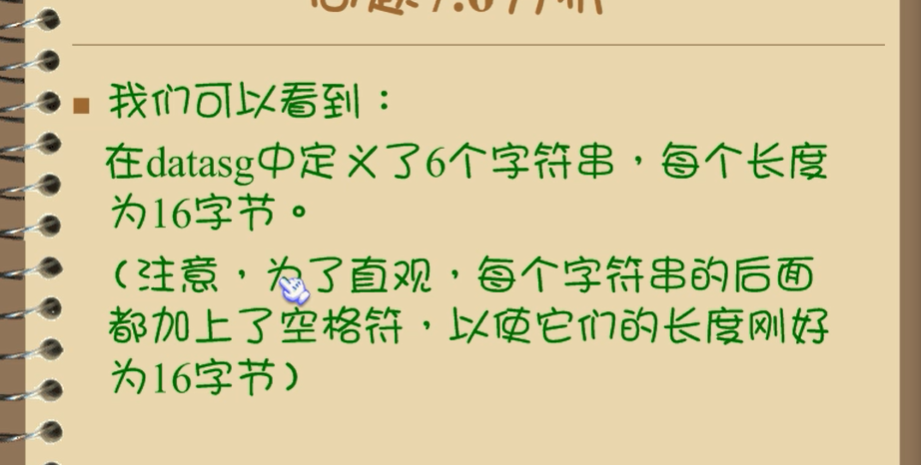 我们可以看到：
在datasg中定义了6个字符串，每个长度
为16字节。
（注意，为了直观，每个字符串的后面
都加上了空格符，以使它们的长度刚好
为16字节）